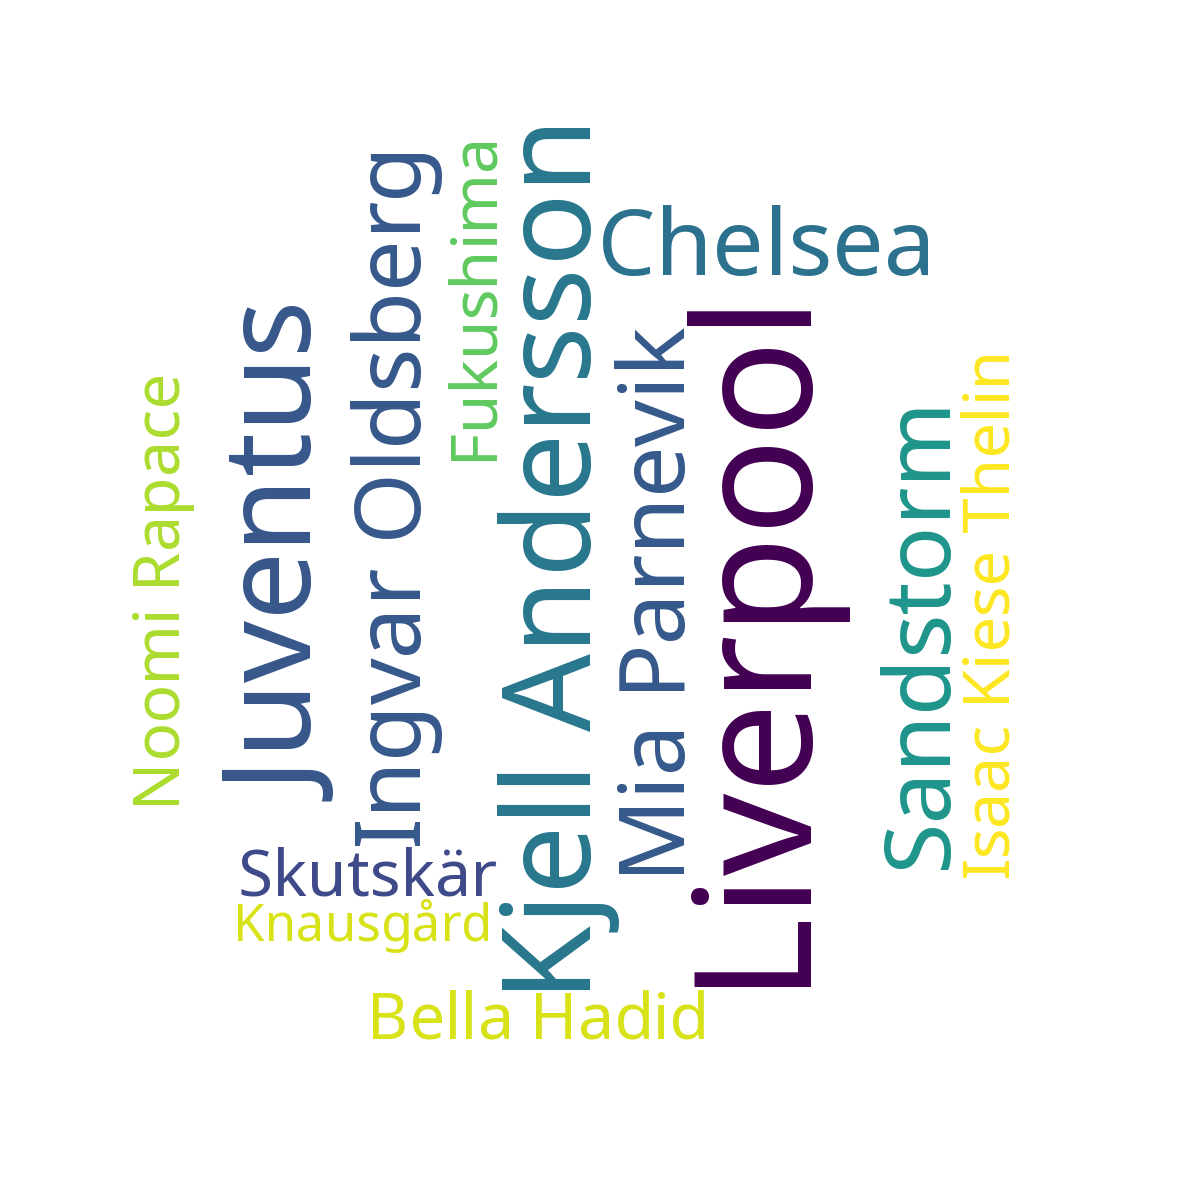 Noomi Rapace
Juventus
Ingvar Oldsberg
Fukushima
Kjell Andersson
Chelsea
Mia Parnevik
Liverpool
Sandstorm
Isaac Kiese Thelin
Skutskär
Knausgård
Bella Hadid